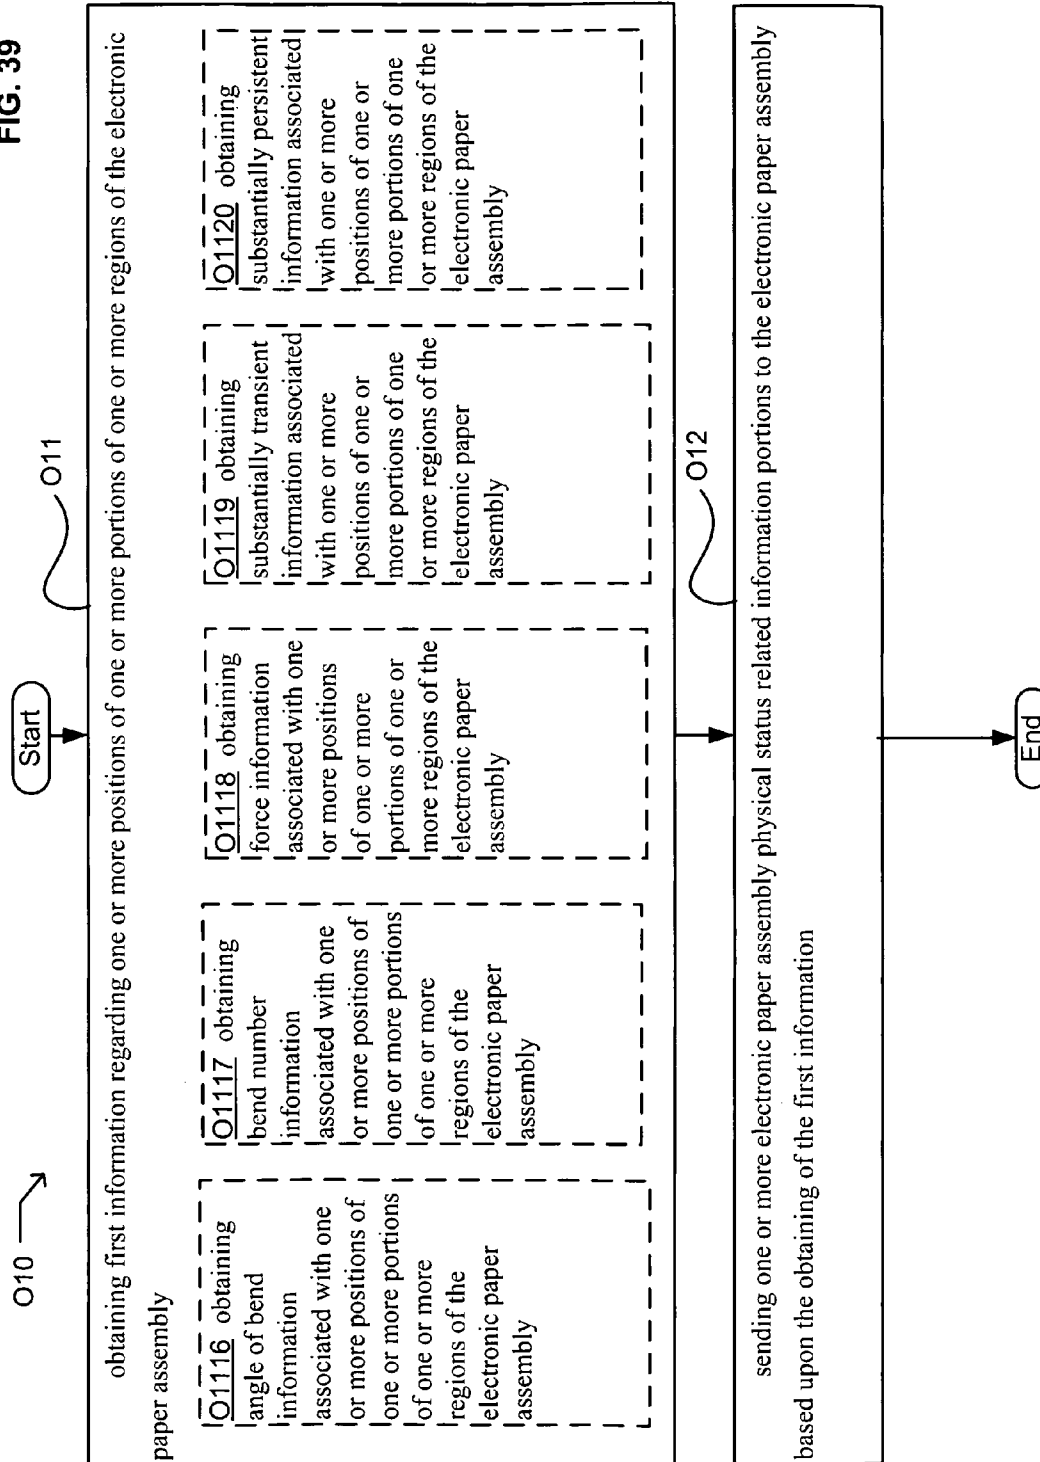 FIG. 39
O10
Start
O11
obtaining first information regarding one or more positions of one or more portions of one or more regions of the electronic
paper assembly
O1116 obtaining
angle of bend
information
associated with one
or more positions of
one or more portions
of one or more
regions of the
electronic paper
assembly
O1117 obtaining
bend number
information
associated with one
or more positions of
one or more portions
of one or more
regions of the
electronic paper
assembly
O1118 obtaining
force information
associated with one
or more positions
of one or more
portions of one or
more regions of the
electronic paper
assembly
O1119 obtaining
substantially transient
information associated
with one or more
positions of one or
more portions of one
or more regions of the
electronic paper
assembly
O1120 obtaining
substantially persistent
information associated
with one or more
positions of one or
more portions of one
or more regions of the
electronic paper
assembly
O12
sending one or more electronic paper assembly physical status related information portions to the electronic paper assembly
based upon the obtaining of the first information
End